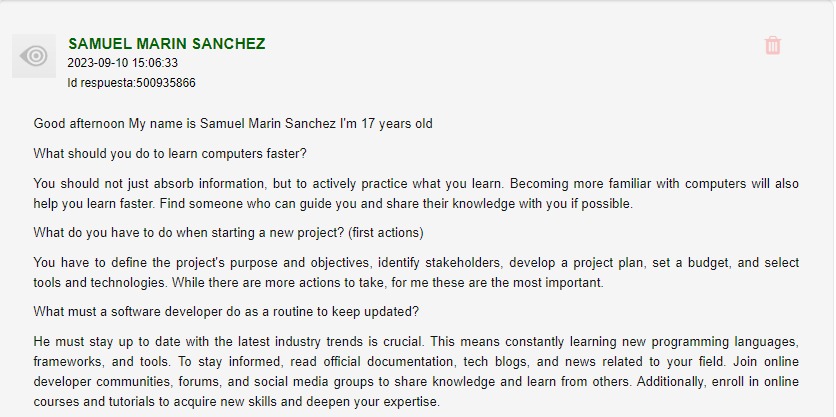 SAMUEL MARIN SANCHEZ
2023-09-10 15:06:33
Id respuesta:500935866
Good afternoon My name is Samuel Marin Sanchez I'm 17 years old
What should you do to learn computers faster?
You should not just absorb information, but to actively practice what you learn. Becoming more familiar with computers will also
help you learn faster. Find someone who can guide you and share their knowledge with you if possible.
What do you have to do when starting a new project? (first actions)
You have to define the project's purpose and objectives, identify stakeholders, develop a project plan, set a budget, and select
tools and technologies. While there are more actions to take, for me these are the most important.
What must a software developer do as a routine to keep updated?
He must stay up to date with the latest industry trends is crucial. This means constantly learning new programming languages,
frameworks, and tools. To stay informed, read official documentation, tech blogs, and news related to your field. Join online
developer communities, forums, and social media groups to share knowledge and learn from others. Additionally, enroll in online
courses and tutorials to acquire new skills and deepen your expertise.